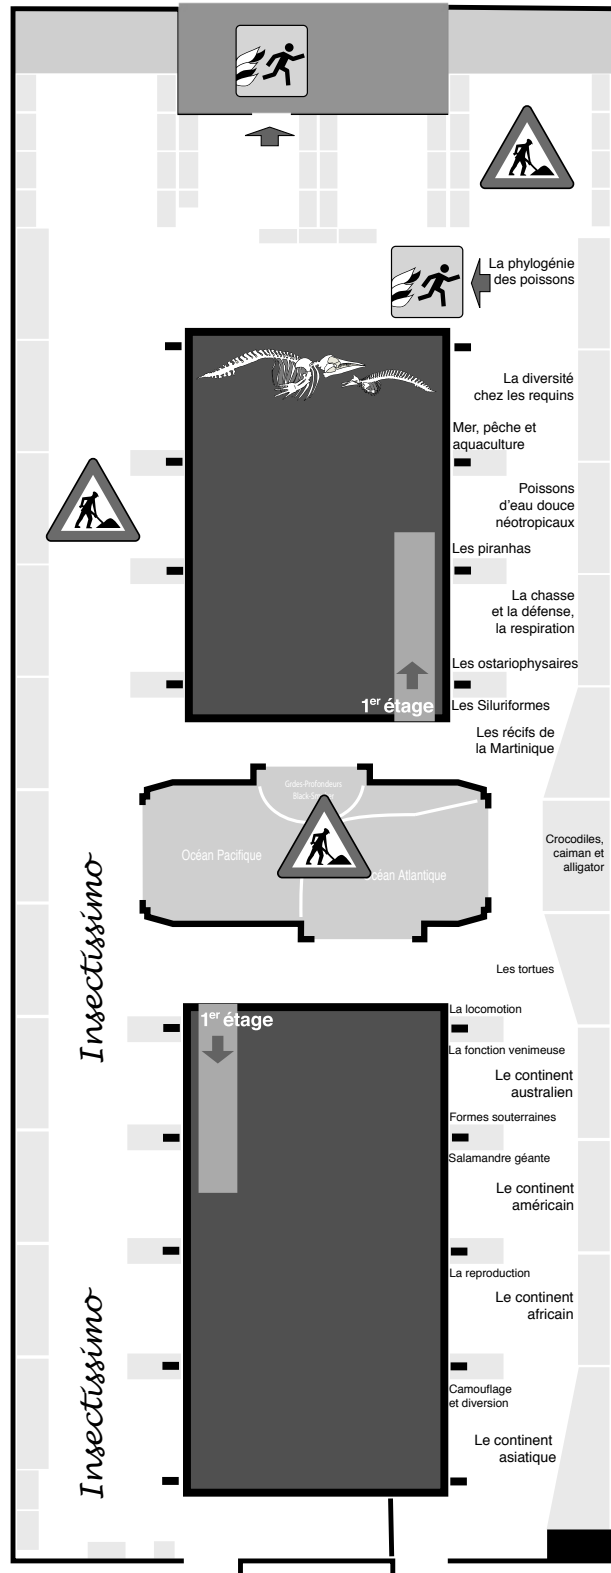 La phylogénie
des poissons
La diversité
chez les requins
Mer, pêche et
aquaculture
Poissons
d'eau douce
néotropicaux
Les piranhas
La chasse
et la défense,
la respiration
Les ostariophysaires
1er étage
Les Siluriformes
Les récifs de
la Martinique
Océan Pacifique
Océan Atlantique
Crocodiles,
caiman et
alligator
Insectissimo
Les tortues
La locomotion
1er étage
La fonction venimeuse
Le continent
australien
Formes souterraines
Salamandre géante
Le continent
américain
La reproduction
Le continent
africain
Insectissimo
Camouflage
et diversion
Le continent
asiatique